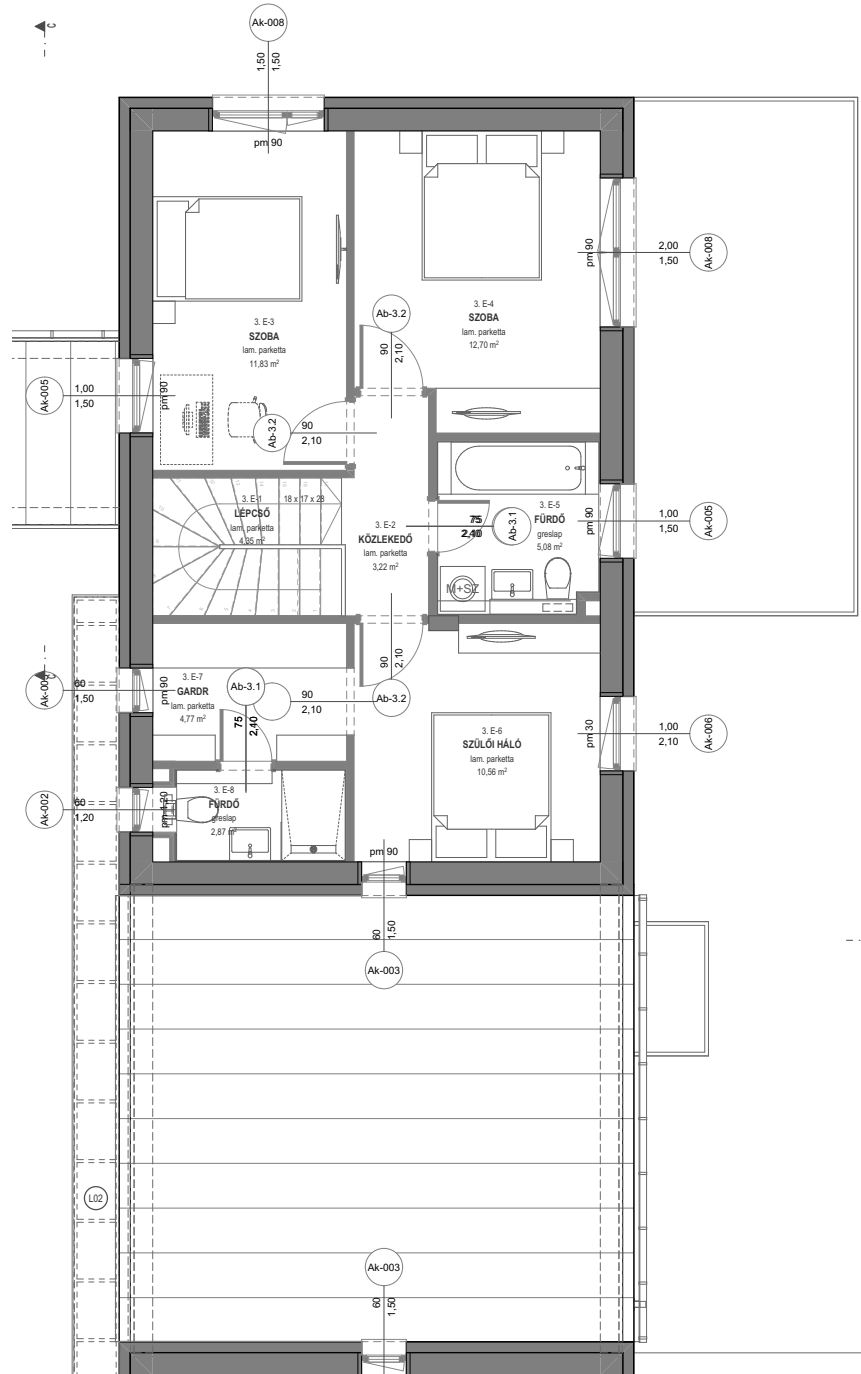 c
Ak-008
1,50
1,50
pm 90
3. E-3
SZOBA
lam. parketta
11,83 m²
3. E-4
SZOBA
lam. parketta
12,70 m²
pm 90
2,00
1,50
Ak-008
Ab-3.2
90
2,10
Ak-005
1,00
1,50
pm 90
Ab-3.2
90
2,10
3. E-1
18 x 17 x 28
LÉPCSŐ
lam. parketta
4,35 m²
3. E-2
KÖZLEKEDŐ
lam. parketta
3,22 m²
75
Ab-3.1
3. E-5
FÜRDŐ
greslap
5,08 m²
pm 90
1,00
1,50
Ak-005
M+SZ
90
2,10
Ab-3.2
60
1,50
pm 90
3. E-7
GARDR
lam. parketta
4,77 m²
Ab-3.1
75
2,40
90
2,10
3. E-6
SZÜLŐI HÁLÓ
lam. parketta
10,56 m²
pm 30
1,00
2,10
Ak-006
Ak-002
60
1,20
pm 1,20
3. E-8
FÜRDŐ
greslap
2,87 m²
pm 90
60
1,50
Ak-003
L02
Ak-003
60
1,50